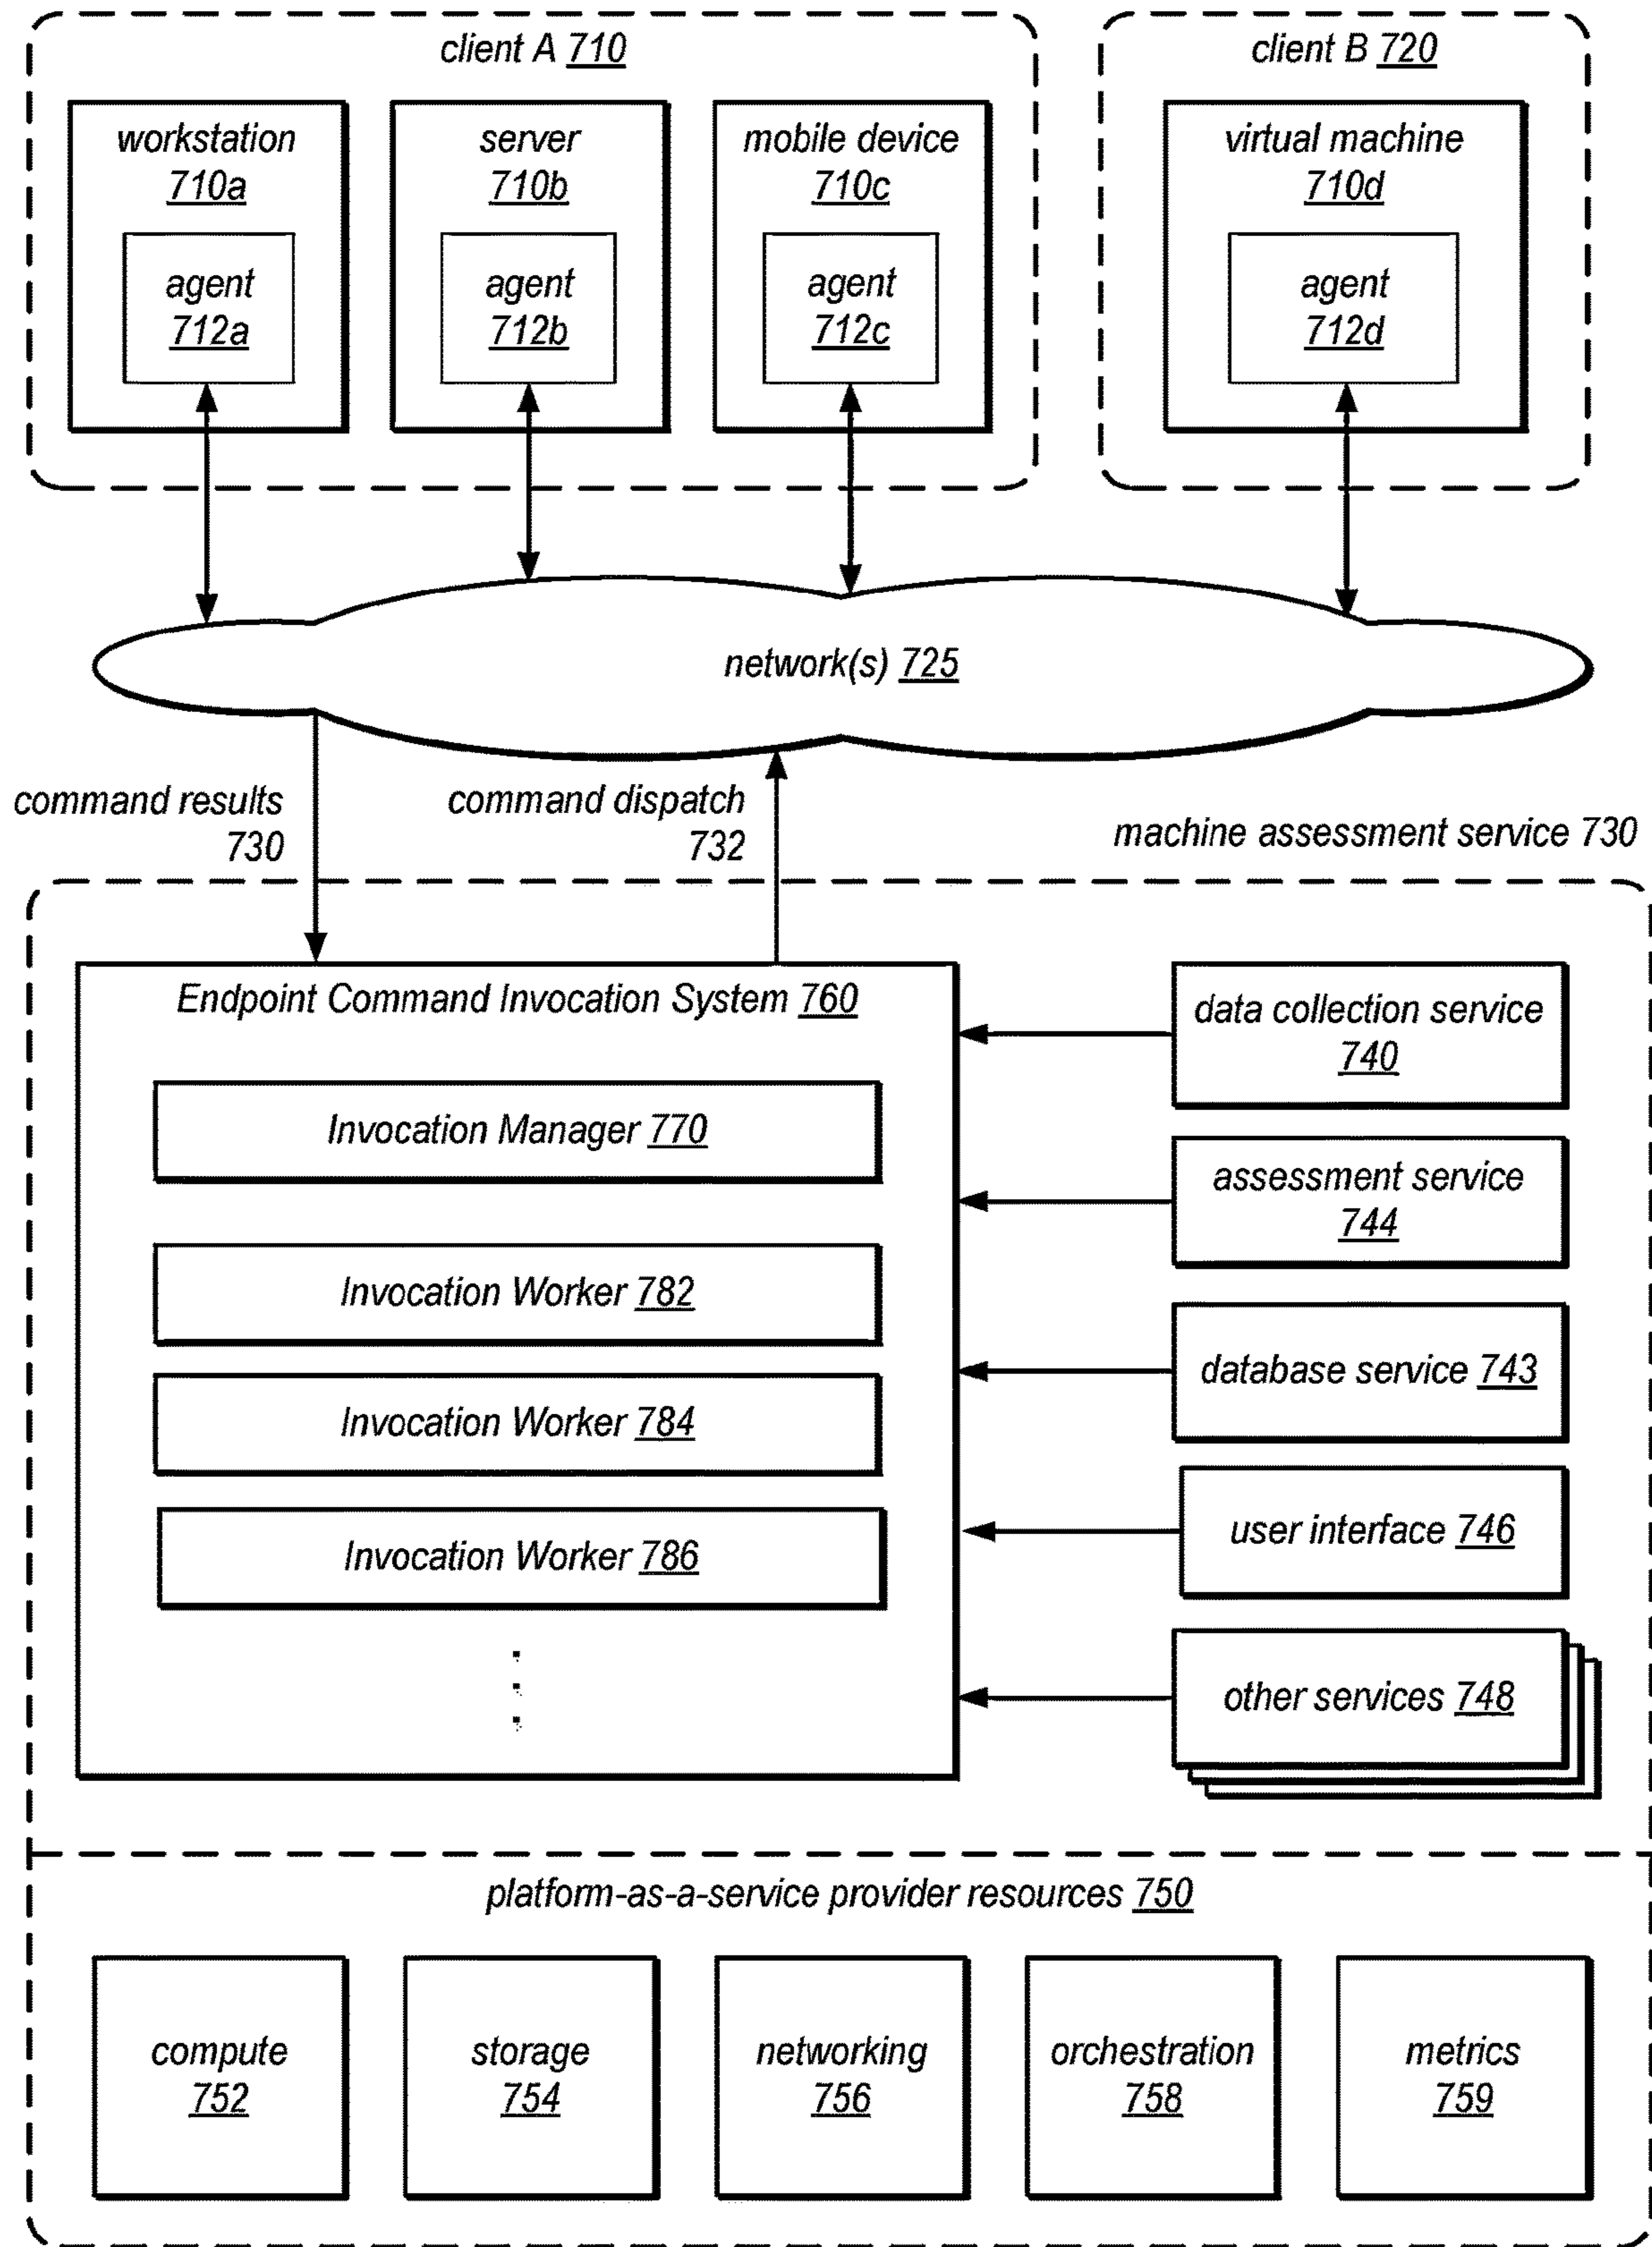 client A 710
client B 720
workstation
710a
server
710b
mobile device
710c
virtual machine
710d
agent
712a
agent
712b
agent
712c
agent
712d
network(s) 725
command results
730
command dispatch
732
machine assessment service 730
Endpoint Command Invocation System 760
Invocation Manager 770
Invocation Worker 782
Invocation Worker 784
Invocation Worker 786
data collection service
740
assessment service
744
database service 743
user interface 746
other services 748
platform-as-a-service provider resources 750
compute
752
storage
754
networking
756
orchestration
758
metrics
759